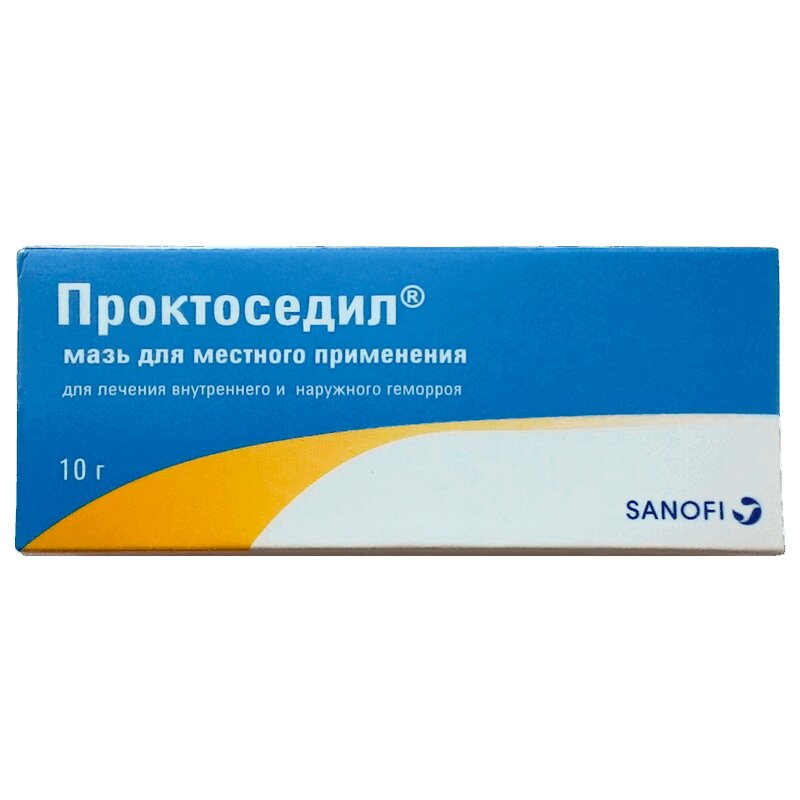 Проктоседил®
мазь для местного применения
для лечения внутреннего и наружного геморроя
10 г
SANOFI